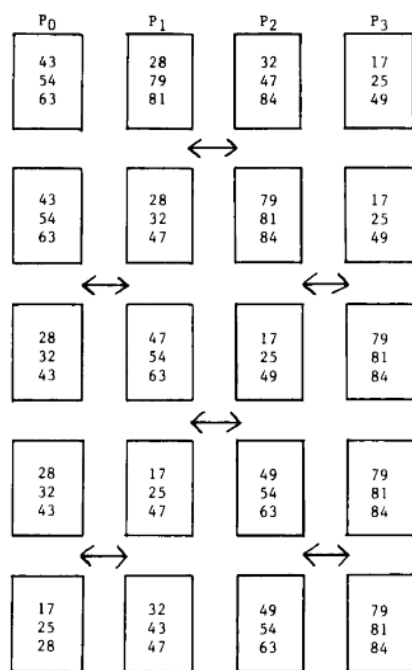 P0 P1 P2 P3
43 28 32 17
54 79 47 25
63 81 84 49
43 28 79 17
54 32 81 25
63 47 84 49
28 47 17 79
32 54 25 81
43 63 49 84
28 17 49 79
32 25 54 81
43 47 63 84
17 32 49 79
25 43 54 81
28 47 63 84